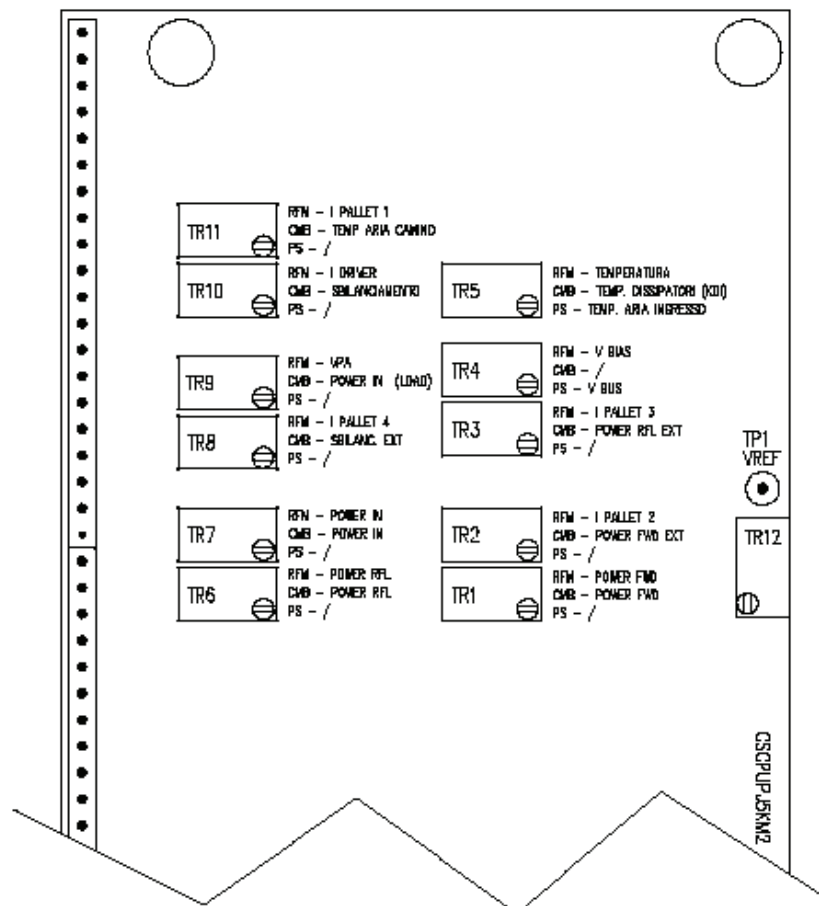 TR11
RFM - I PALLET 1
CMB - TEMP ARIA CAMINO
PS - /
TR10
RFM - I DRIVER
CMB - SBILANCIAMENTO
PS - /
TR5
RFM - TEMPERATURA
CMB - TEMP. DISSIPATORI (XDI)
PS - TEMP. ARIA INGRESSO
TR9
RFM - VPA
CMB - POWER IN (LOAD)
PS - /
TR4
RFM - V BIAS
CMB - /
PS - V BUS
TR8
RFM - I PALLET 4
CMB - SBILANC. EXT
PS - /
TR3
RFM - I PALLET 3
CMB - POWER RFL EXT
PS - /
TP1
VREF
TR7
RFM - POWER IN
CMB - POWER IN
PS - /
TR2
RFM - I PALLET 2
CMB - POWER FWD EXT
PS - /
TR12
TR6
RFM - POWER RFL
CMB - POWER RFL
PS - /
TR1
RFM - POWER FWD
CMB - POWER FWD
PS - /
CSCPUPJ5KM2